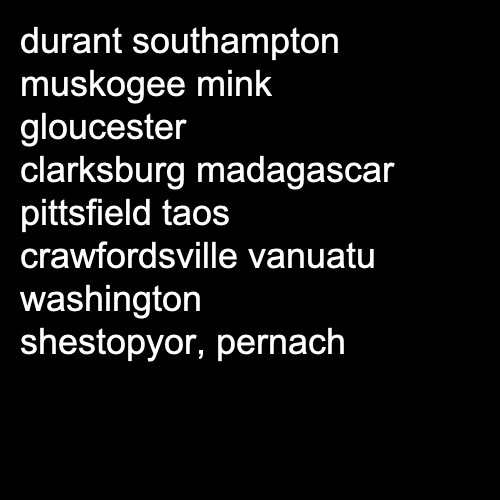 durant southampton
muskogee mink
gloucester
clarksburg madagascar
pittsfield taos
crawfordsville vanuatu
washington
shestopyor, pernach